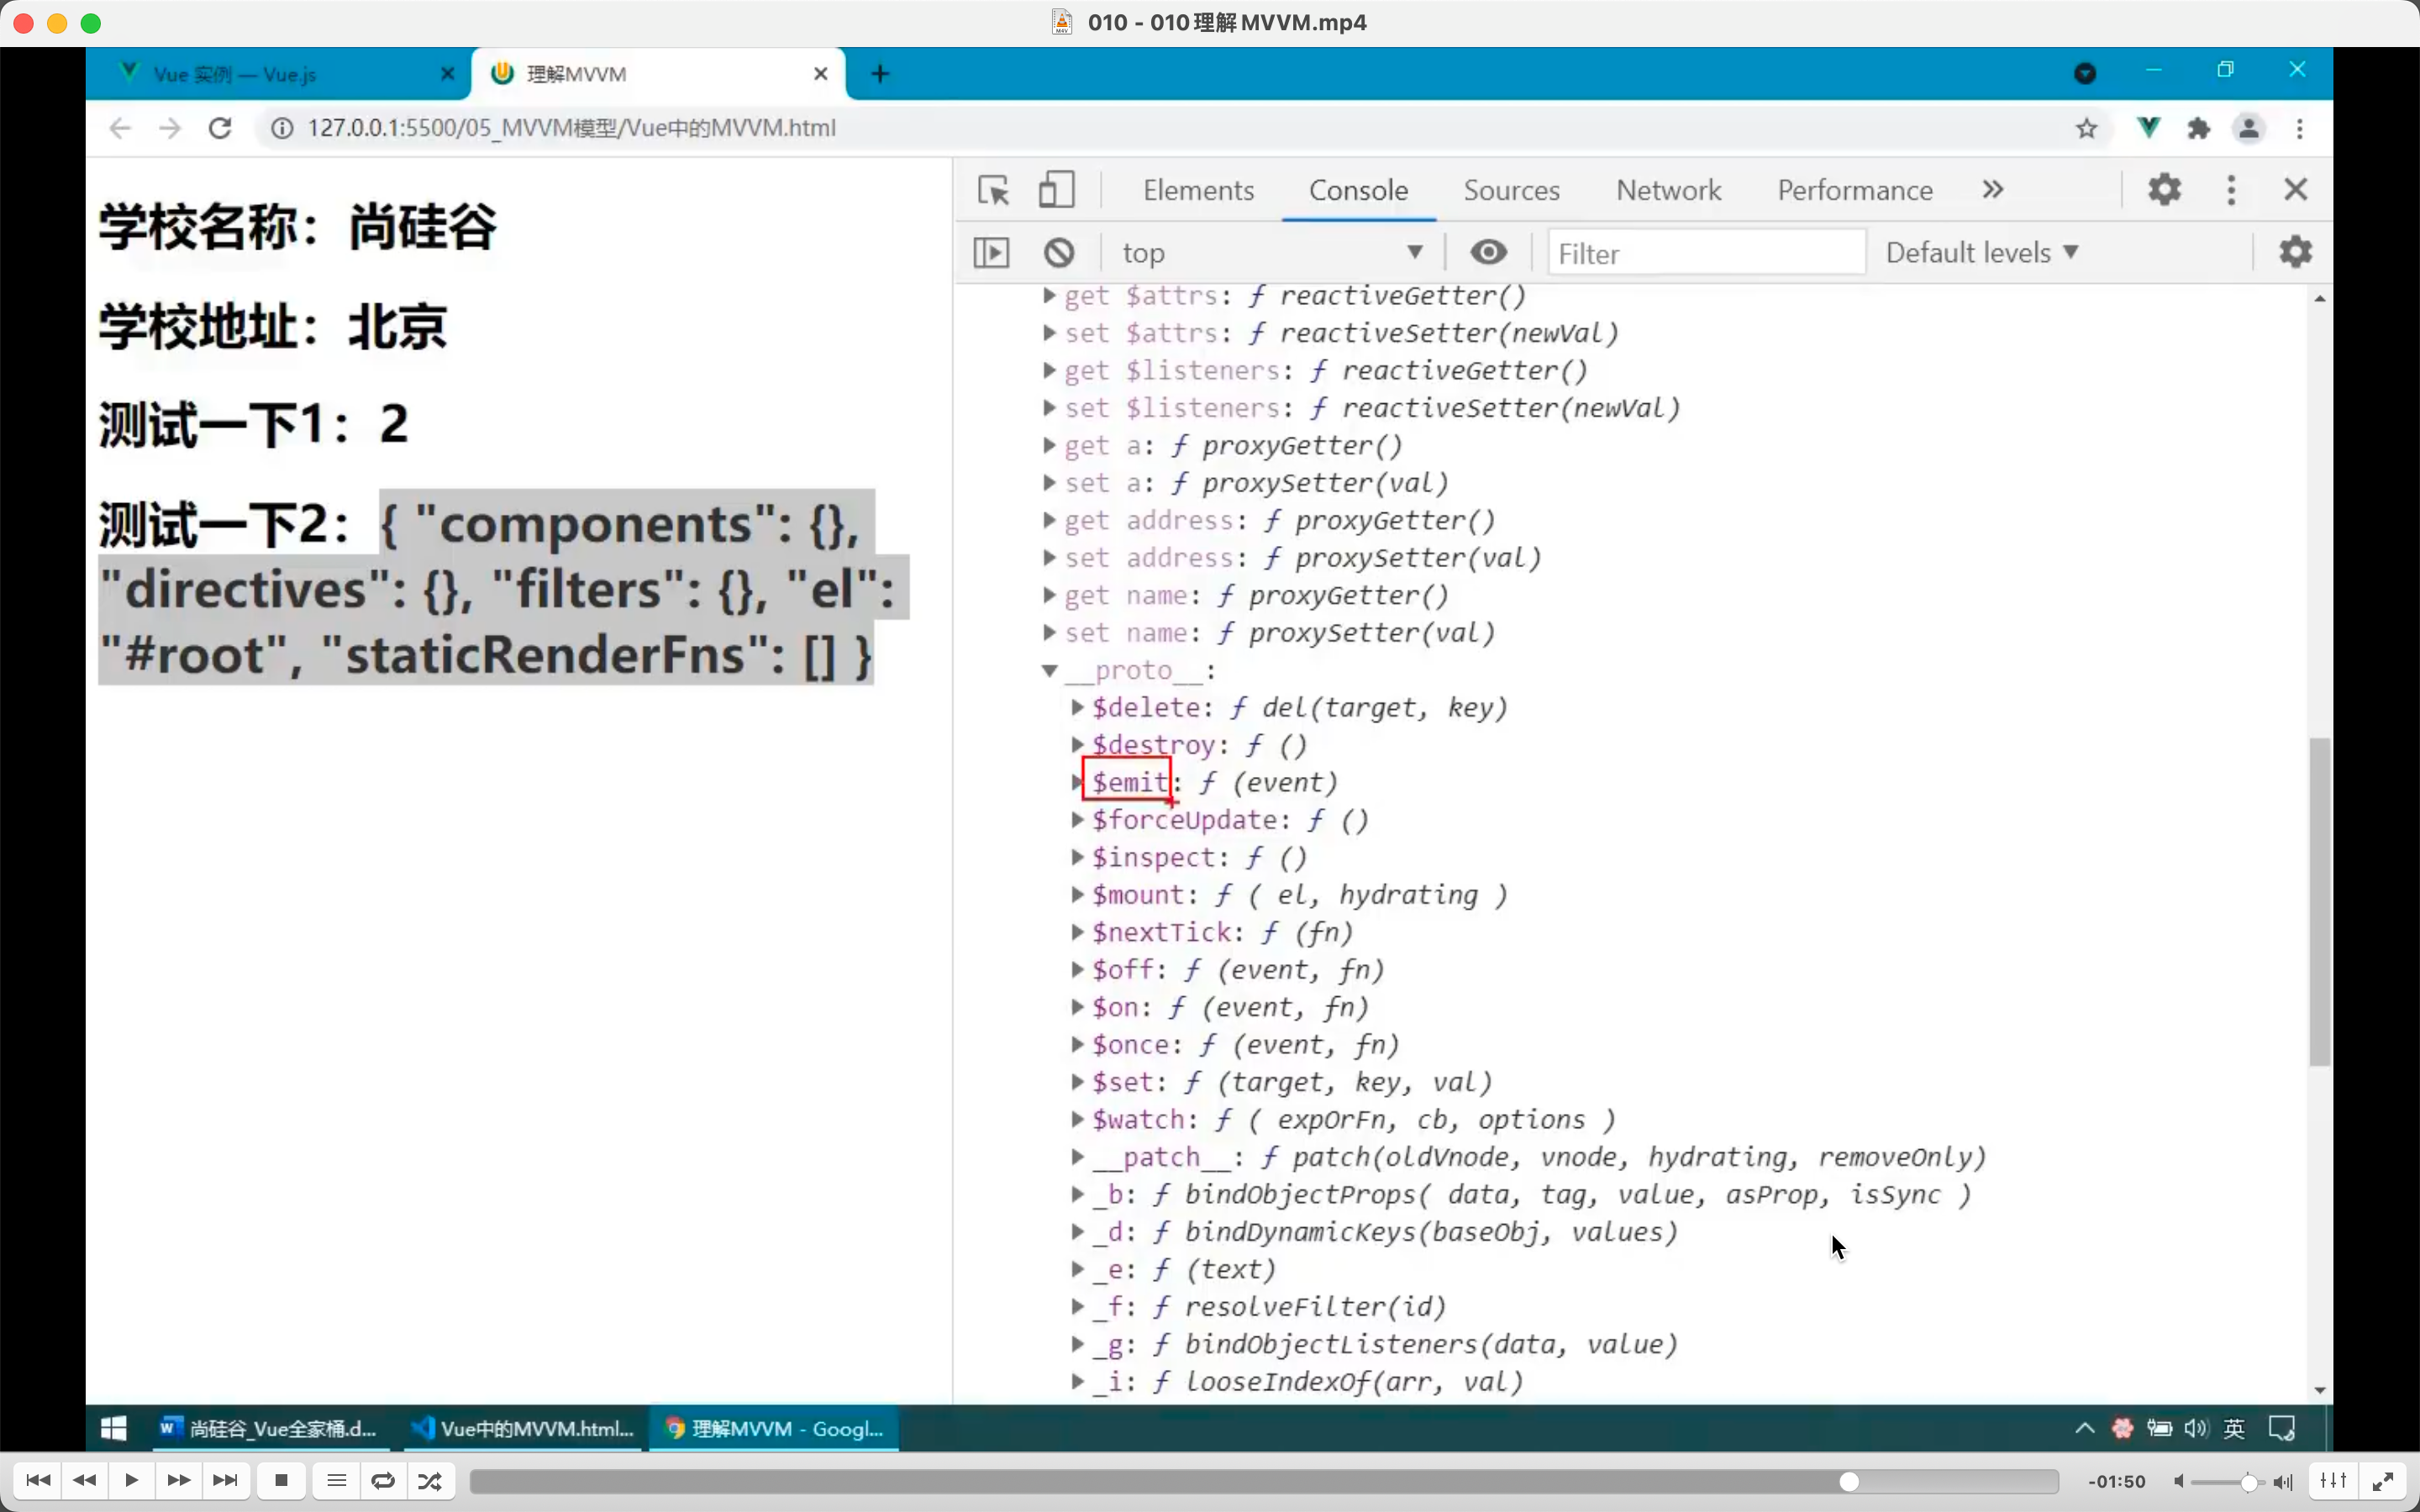 010 - 010理解MVVM.mp4
Vue 实例 — Vue.js
理解MVVM
127.0.0.1:5500/05_MVVM模型/Vue中的MVVM.html
学校名称：尚硅谷
学校地址：北京
测试一下1：2
测试一下2：{ "components": {},
"directives": {}, "filters": {}, "el":
"#root", "staticRenderFns": [] }
Elements Console Sources Network Performance
top Filter Default levels
get $attrs: ƒ reactiveGetter()
set $attrs: ƒ reactiveSetter(newVal)
get $listeners: ƒ reactiveGetter()
set $listeners: ƒ reactiveSetter(newVal)
get a: ƒ proxyGetter()
set a: ƒ proxySetter(val)
get address: ƒ proxyGetter()
set address: ƒ proxySetter(val)
get name: ƒ proxyGetter()
set name: ƒ proxySetter(val)
__proto__:
$delete: ƒ del(target, key)
$destroy: ƒ ()
$emit: ƒ (event)
$forceUpdate: ƒ ()
$inspect: ƒ ()
$mount: ƒ ( el, hydrating )
$nextTick: ƒ (fn)
$off: ƒ (event, fn)
$on: ƒ (event, fn)
$once: ƒ (event, fn)
$set: ƒ (target, key, val)
$watch: ƒ ( expOrFn, cb, options )
__patch__: ƒ patch(oldVnode, vnode, hydrating, removeOnly)
_b: ƒ bindObjectProps( data, tag, value, asProp, isSync )
_d: ƒ bindDynamicKeys(baseObj, values)
_e: ƒ (text)
_f: ƒ resolveFilter(id)
_g: ƒ bindObjectListeners(data, value)
_i: ƒ looseIndexOf(arr, val)
尚硅谷_Vue全家桶.d...
Vue中的MVVM.html...
理解MVVM - Googl...
英
-01:50